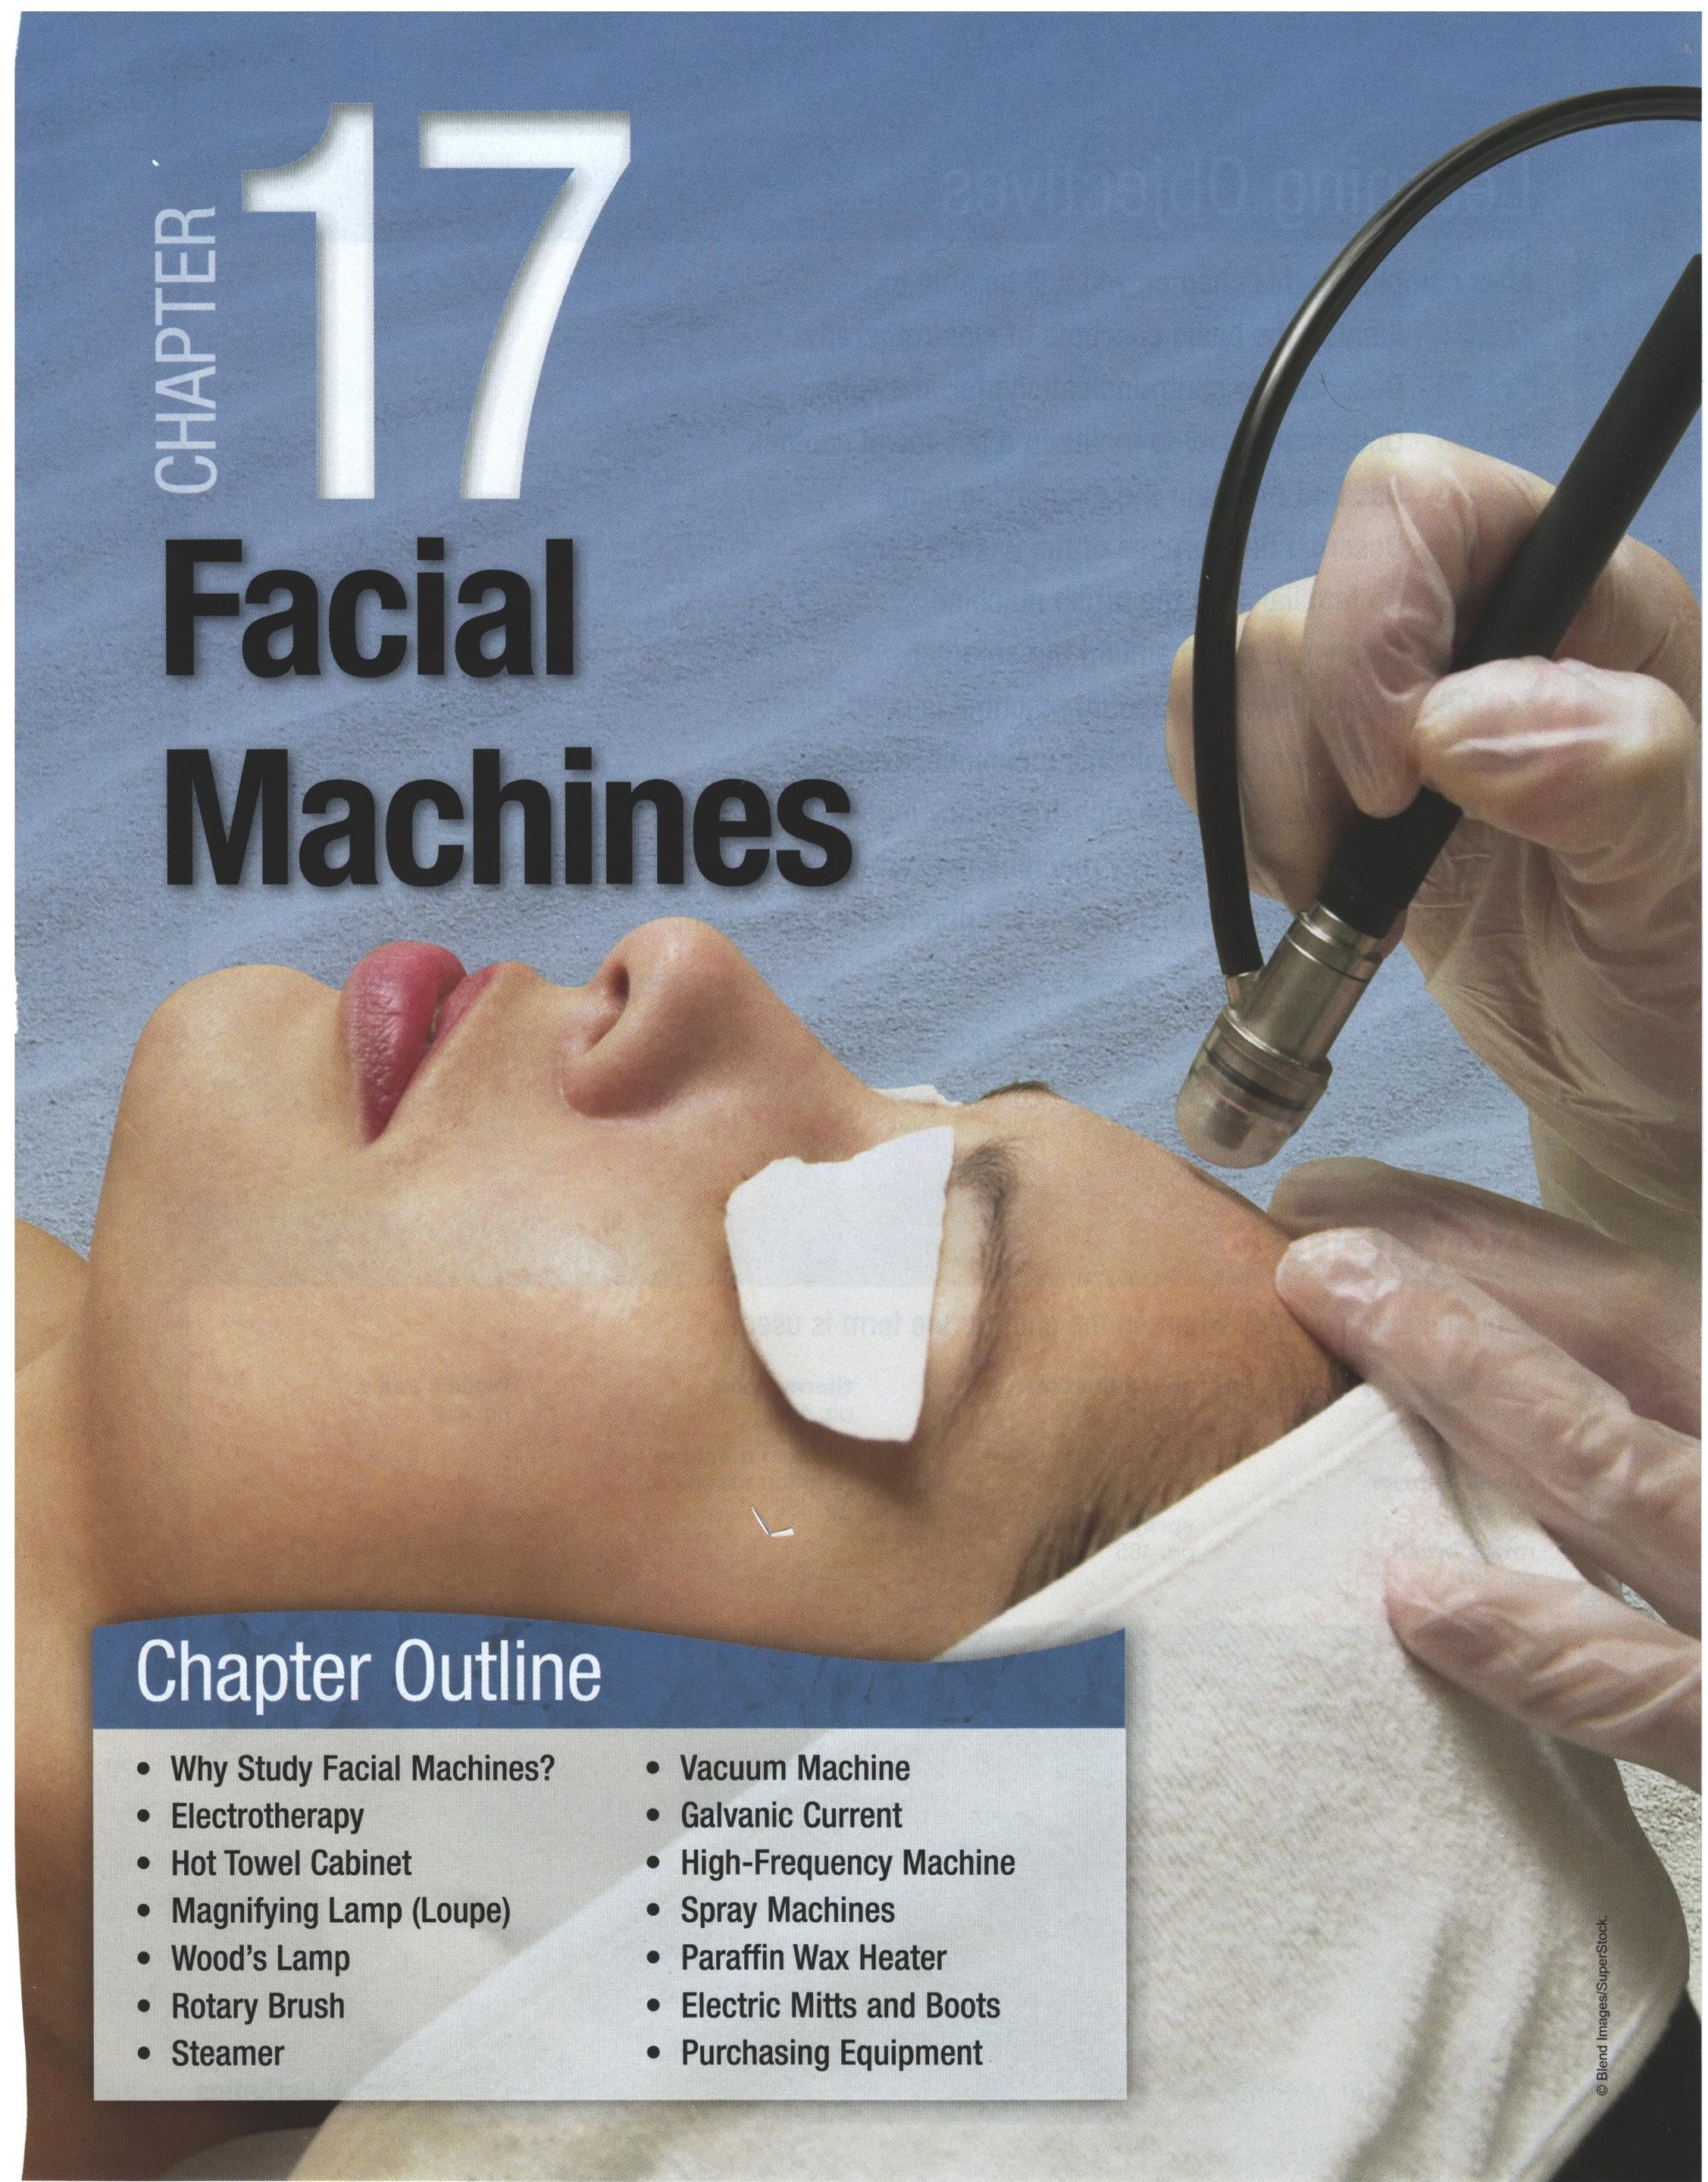 CHAPTER
17
Facial
Machines
Chapter Outline
• Why Study Facial Machines?
• Electrotherapy
• Hot Towel Cabinet
• Magnifying Lamp (Loupe)
• Wood's Lamp
• Rotary Brush
• Steamer
• Vacuum Machine
• Galvanic Current
• High-Frequency Machine
• Spray Machines
• Paraffin Wax Heater
• Electric Mitts and Boots
• Purchasing Equipment
© Blend Images/SuperStock.